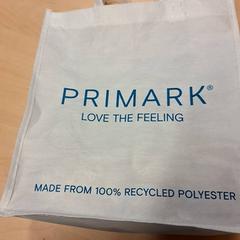 PRIMARK®
LOVE THE FEELING
MADE FROM 100% RECYCLED POLYESTER